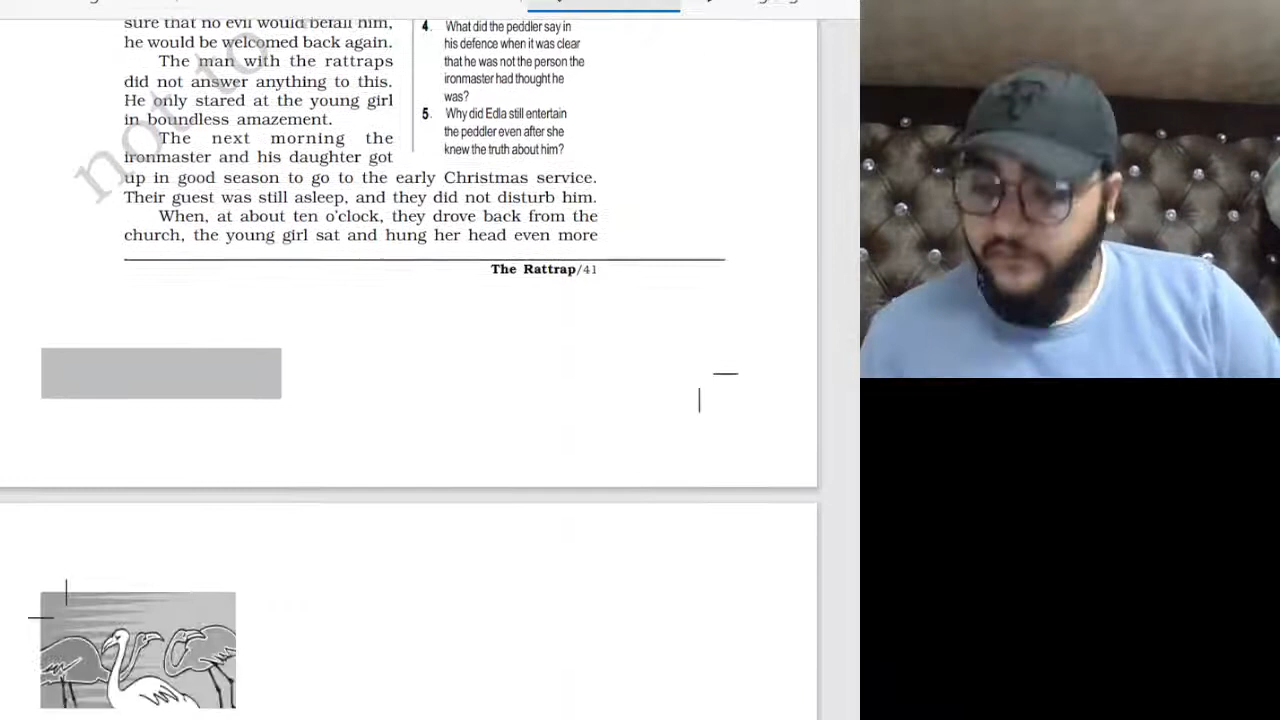 sure that no evil would befall him,
he would be welcomed back again.
The man with the rattraps
did not answer anything to this.
He only stared at the young girl
in boundless amazement.
The next morning the
ironmaster and his daughter got
up in good season to go to the early Christmas service.
Their guest was still asleep, and they did not disturb him.
When, at about ten o'clock, they drove back from the
church, the young girl sat and hung her head even more
4. What did the peddler say in
his defence when it was clear
that he was not the person the
ironmaster had thought he
was?
5. Why did Edla still entertain
the peddler even after she
knew the truth about him?
The Rattrap/41
not to